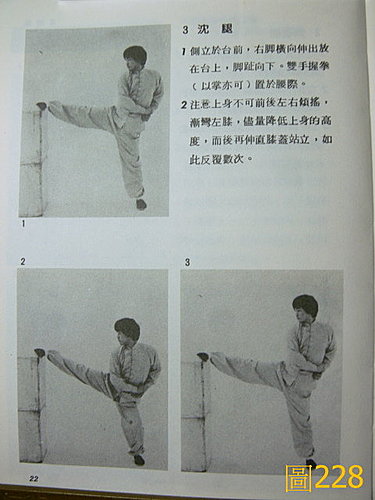 3 沈腿
1 側立於台前，右脚橫向伸出放
在台上，脚趾向下。雙手握拳
（以掌亦可）置於腰際。
2 注意上身不可前後左右傾搖，
漸彎左膝，儘量降低上身的高
度，而後再伸直膝蓋站立，如
此反覆數次。
1
2
3
22
圖228